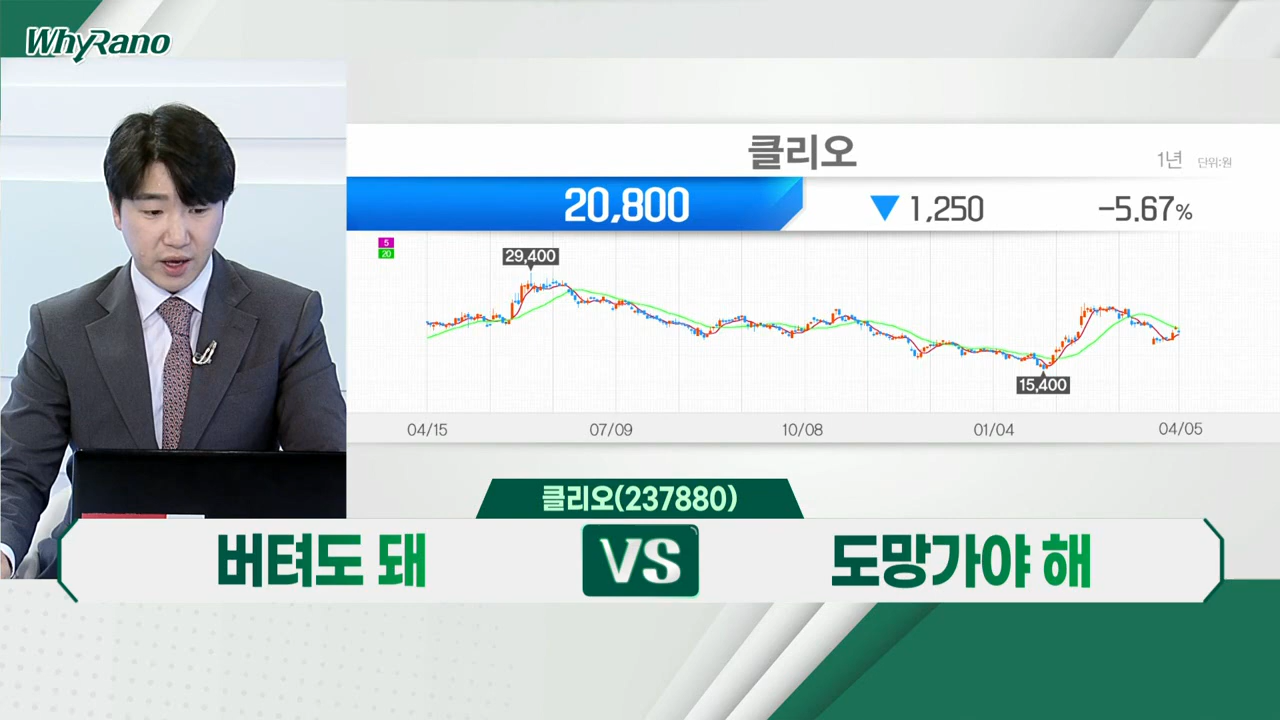 WhyRano
클리오
1년 단위:원
20,800 ▼ 1,250 -5.67%
5
20
29,400
15,400
04/15 07/09 10/08 01/04 04/05
클리오(237880)
버텨도 돼 VS 도망가야 해